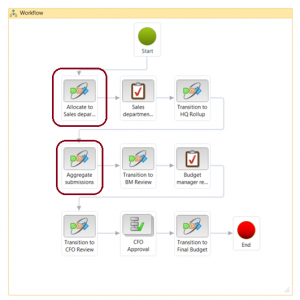 Workflow
Start
Allocate to
Sales depar...
Sales
departmen...
Transition to
HQ Rollup
Aggregate
submissions
Transition to
BM Review
Budget
manager re...
Transition to
CFO Review
CFO
Approval
Transition to
Final Budget
End